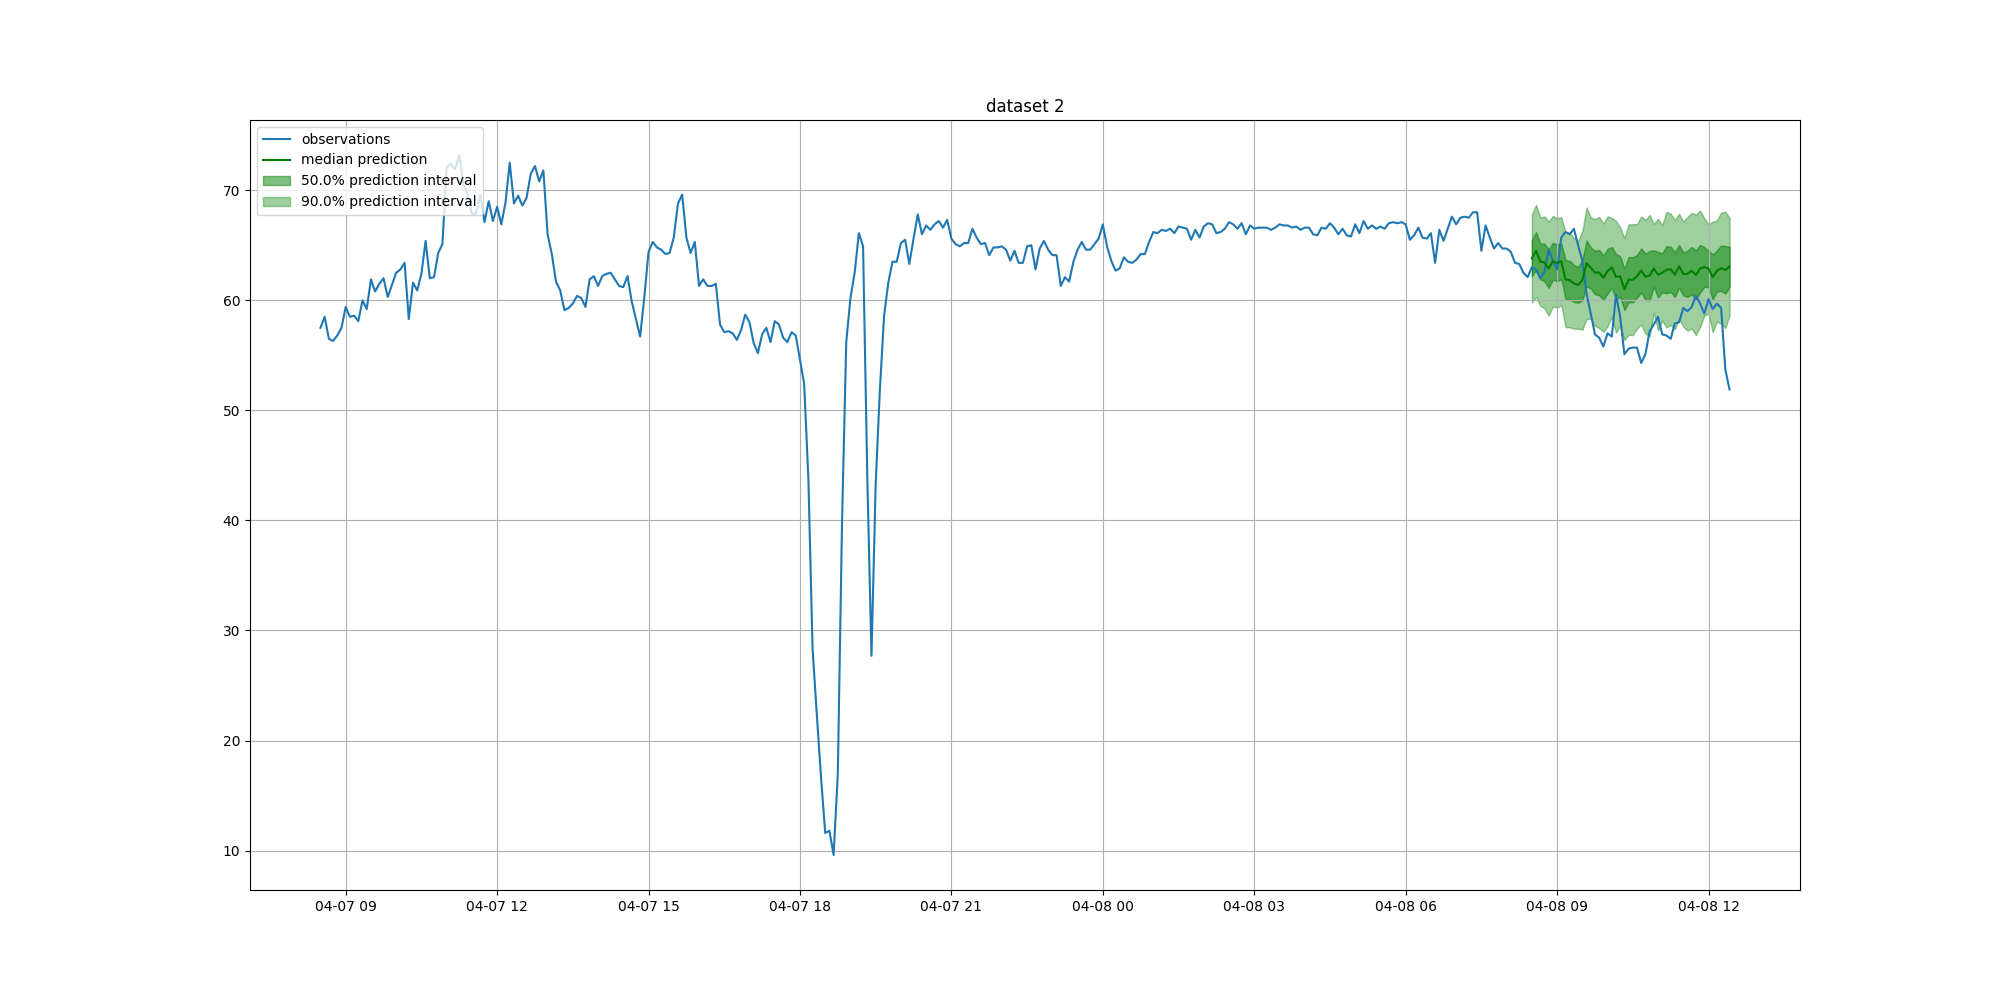 dataset 2
observations
median prediction
50.0% prediction interval
90.0% prediction interval
70
60
50
40
30
20
10
04-07 09 04-07 12 04-07 15 04-07 18 04-07 21 04-08 00 04-08 03 04-08 06 04-08 09 04-08 12